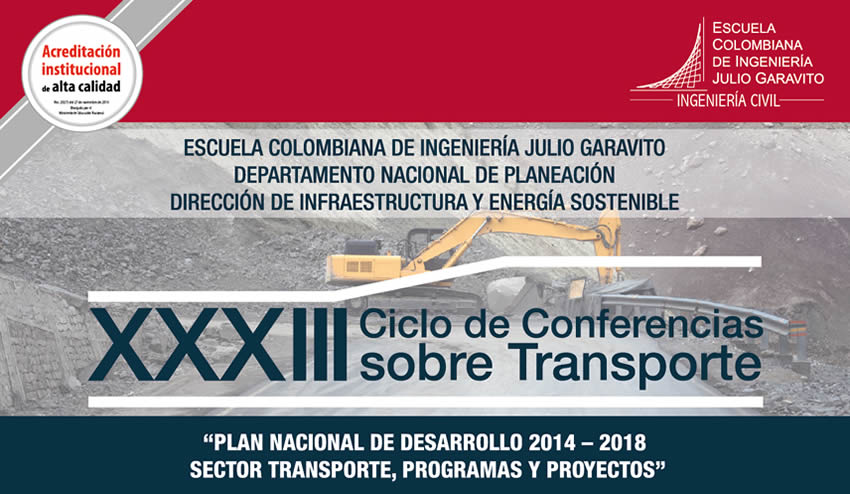 Acreditación
institucional
de alta calidad
ESCUELA
COLOMBIANA
DE INGENIERÍA
JULIO GARAVITO
INGENIERÍA CIVIL
ESCUELA COLOMBIANA DE INGENIERÍA JULIO GARAVITO
DEPARTAMENTO NACIONAL DE PLANEACIÓN
DIRECCIÓN DE INFRAESTRUCTURA Y ENERGÍA SOSTENIBLE
XXXIII Ciclo de Conferencias
sobre Transporte
“PLAN NACIONAL DE DESARROLLO 2014 – 2018
SECTOR TRANSPORTE, PROGRAMAS Y PROYECTOS”